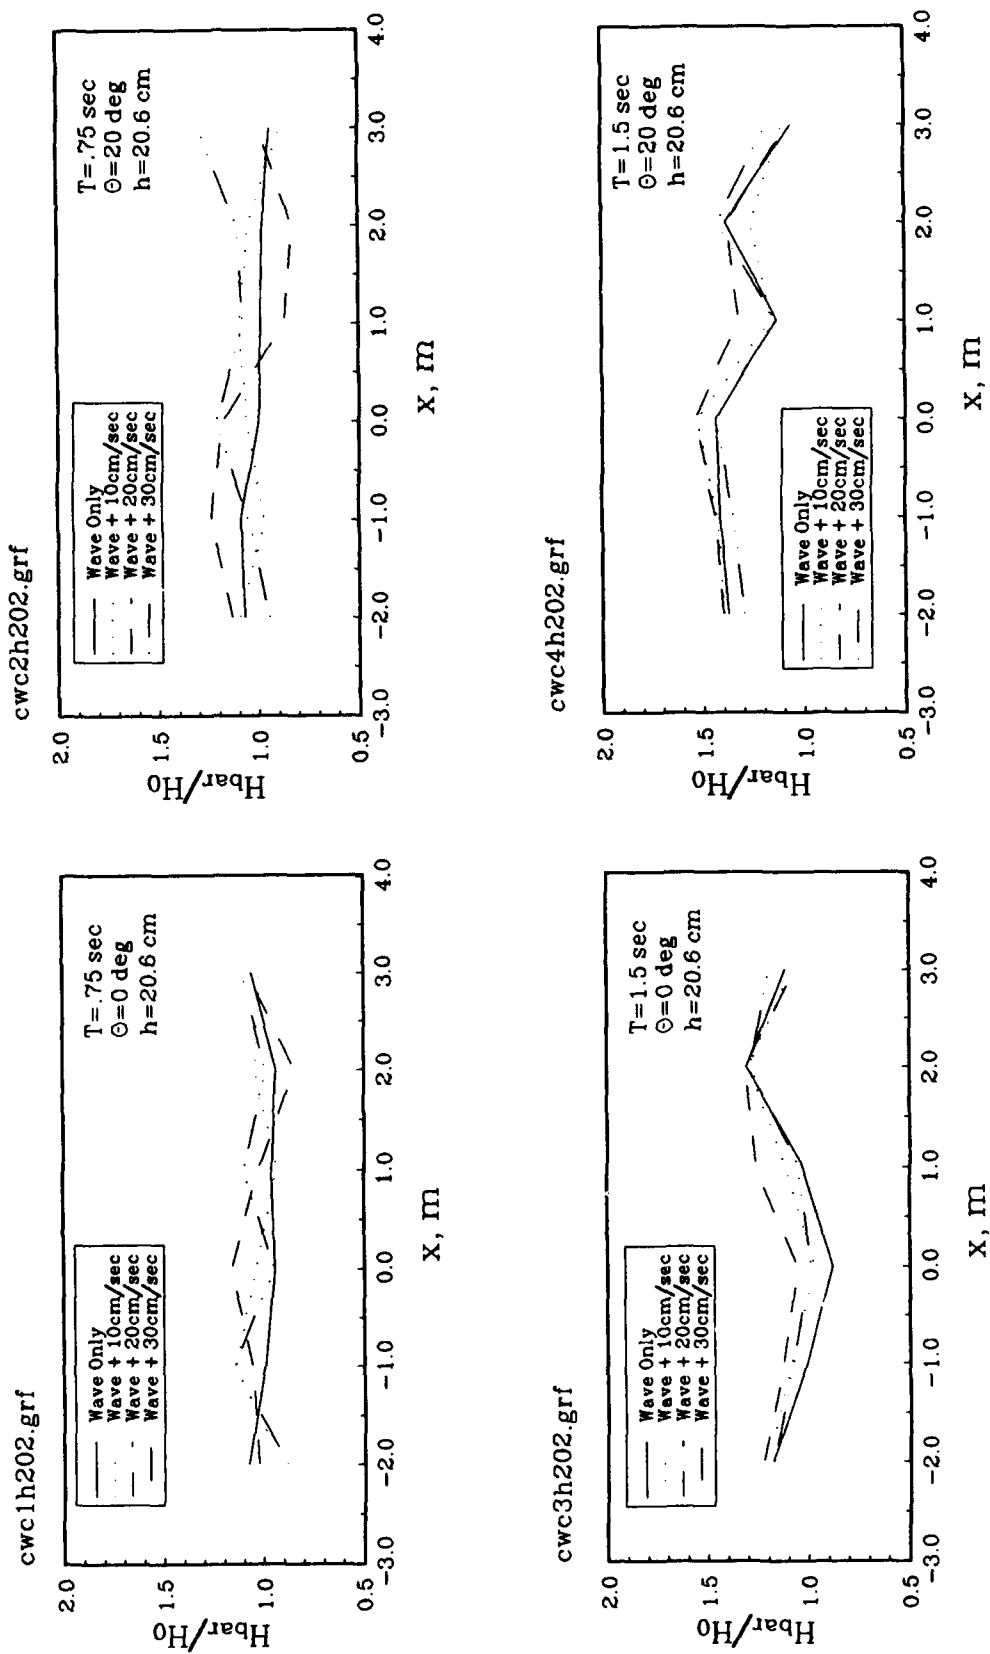 cwc1h202.grf
Wave Only
Wave + 10cm/sec
Wave + 20cm/sec
Wave + 30cm/sec
T=.75 sec
Θ=0 deg
h=20.6 cm
2.0
1.5
1.0
0.5
Hbar/Ho
-3.0 -2.0 -1.0 0.0 1.0 2.0 3.0 4.0
x, m
cwc2h202.grf
Wave Only
Wave + 10cm/sec
Wave + 20cm/sec
Wave + 30cm/sec
T=.75 sec
Θ=20 deg
h=20.6 cm
2.0
1.5
1.0
0.5
Hbar/Ho
-3.0 -2.0 -1.0 0.0 1.0 2.0 3.0 4.0
x, m
cwc3h202.grf
Wave Only
Wave + 10cm/sec
Wave + 20cm/sec
Wave + 30cm/sec
T=1.5 sec
Θ=0 deg
h=20.6 cm
2.0
1.5
1.0
0.5
Hbar/Ho
-3.0 -2.0 -1.0 0.0 1.0 2.0 3.0 4.0
x, m
cwc4h202.grf
T=1.5 sec
Θ=20 deg
h=20.6 cm
Wave Only
Wave + 10cm/sec
Wave + 20cm/sec
Wave + 30cm/sec
2.0
1.5
1.0
0.5
Hbar/Ho
-3.0 -2.0 -1.0 0.0 1.0 2.0 3.0 4.0
x, m